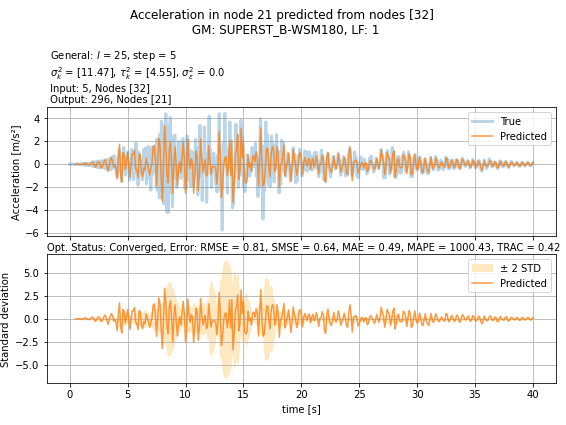 Acceleration in node 21 predicted from nodes [32]
GM: SUPERST_B-WSM180, LF: 1
General: l = 25, step = 5
σ²ₖ = [11.47], τ²ₖ = [4.55], σ²ε = 0.0
Input: 5, Nodes [32]
Output: 296, Nodes [21]
Acceleration [m/s²]
4
2
0
−2
−4
−6
True
Predicted
Opt. Status: Converged, Error: RMSE = 0.81, SMSE = 0.64, MAE = 0.49, MAPE = 1000.43, TRAC = 0.42
Standard deviation
5.0
2.5
0.0
−2.5
−5.0
± 2 STD
Predicted
0 5 10 15 20 25 30 35 40
time [s]